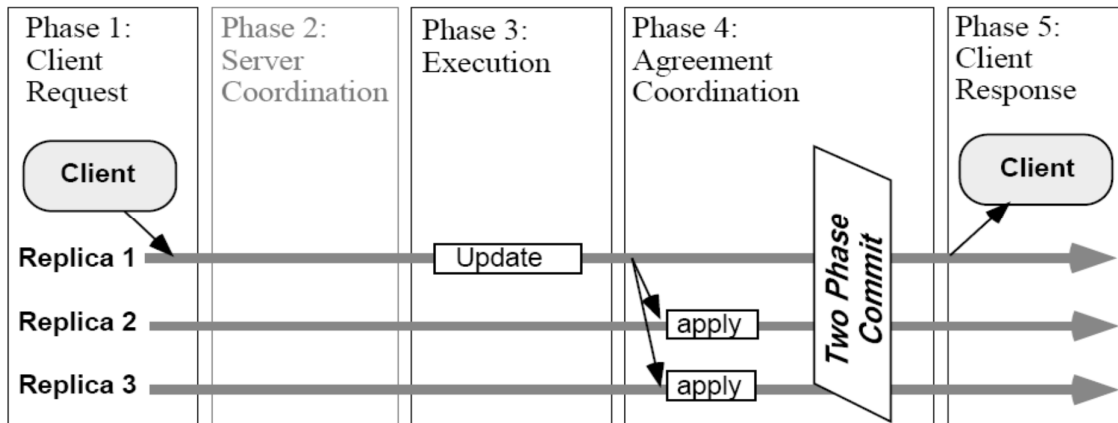 Phase 1:
Client
Request
Phase 2:
Server
Coordination
Phase 3:
Execution
Phase 4:
Agreement
Coordination
Phase 5:
Client
Response
Client
Client
Replica 1
Update
Replica 2
apply
Replica 3
apply
Two Phase
Commit